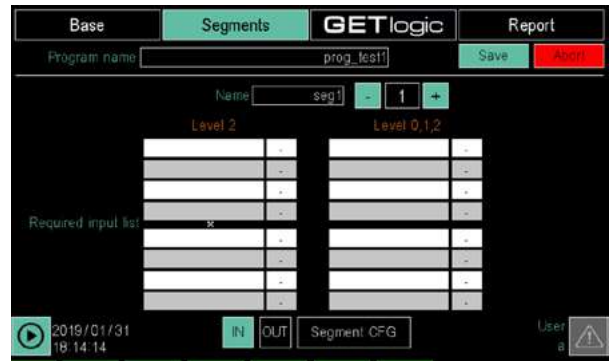 Base Segments GETlogic Report
Program name prog_test1 Save Abort
Name seg1 - 1 +
Level 2 Level 0,1,2
- -
- -
- -
- -
Required input list
- -
- -
- -
- -
2019/01/31 IN OUT Segment CFG User
18:14:14 a